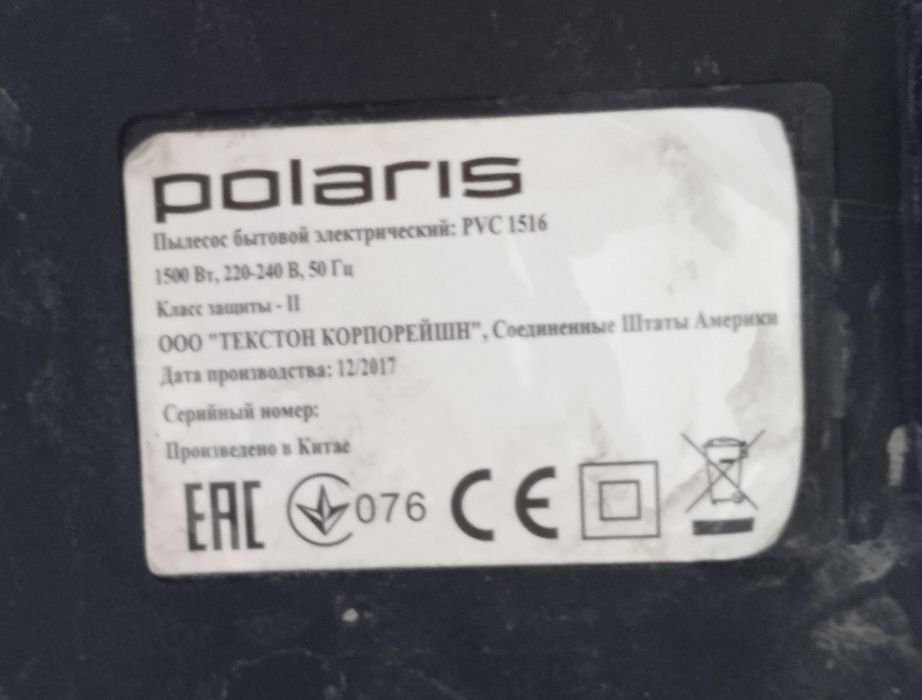 polaris
Пылесос бытовой электрический: PVC 1516
1500 Вт, 220-240 В, 50 Гц
Класс защиты - II
ООО "ТЕКСТОН КОРПОРЕЙШН", Соединенные Штаты Америки
Дата производства: 12/2017
Серийный номер:
Произведено в Китае
EAC 076 CE